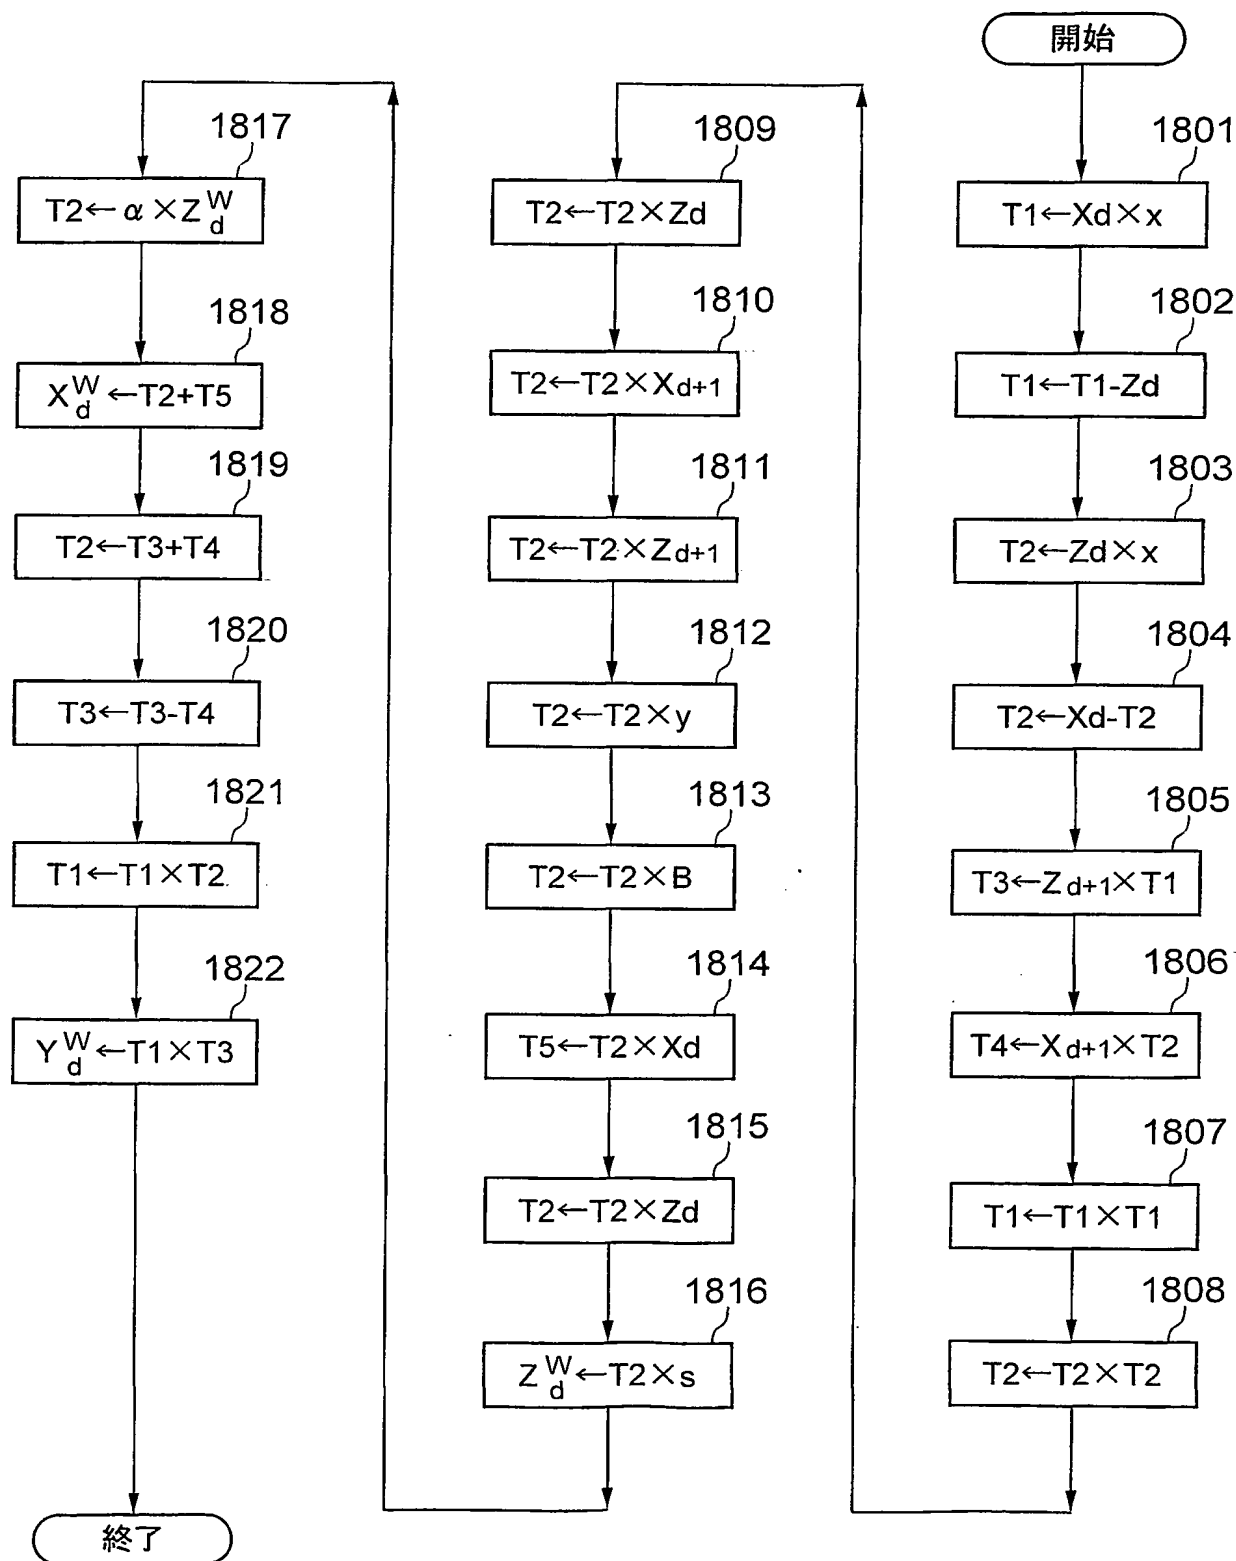 開始
1801
T1←Xd×x
1802
T1←T1-Zd
1803
T2←Zd×x
1804
T2←Xd-T2
1805
T3←Zd+1×T1
1806
T4←Xd+1×T2
1807
T1←T1×T1
1808
T2←T2×T2
1809
T2←T2×Zd
1810
T2←T2×Xd+1
1811
T2←T2×Zd+1
1812
T2←T2×y
1813
T2←T2×B
1814
T5←T2×Xd
1815
T2←T2×Zd
1816
Z_d^W←T2×s
1817
T2←α×Z_d^W
1818
X_d^W←T2+T5
1819
T2←T3+T4
1820
T3←T3-T4
1821
T1←T1×T2
1822
Y_d^W←T1×T3
終了